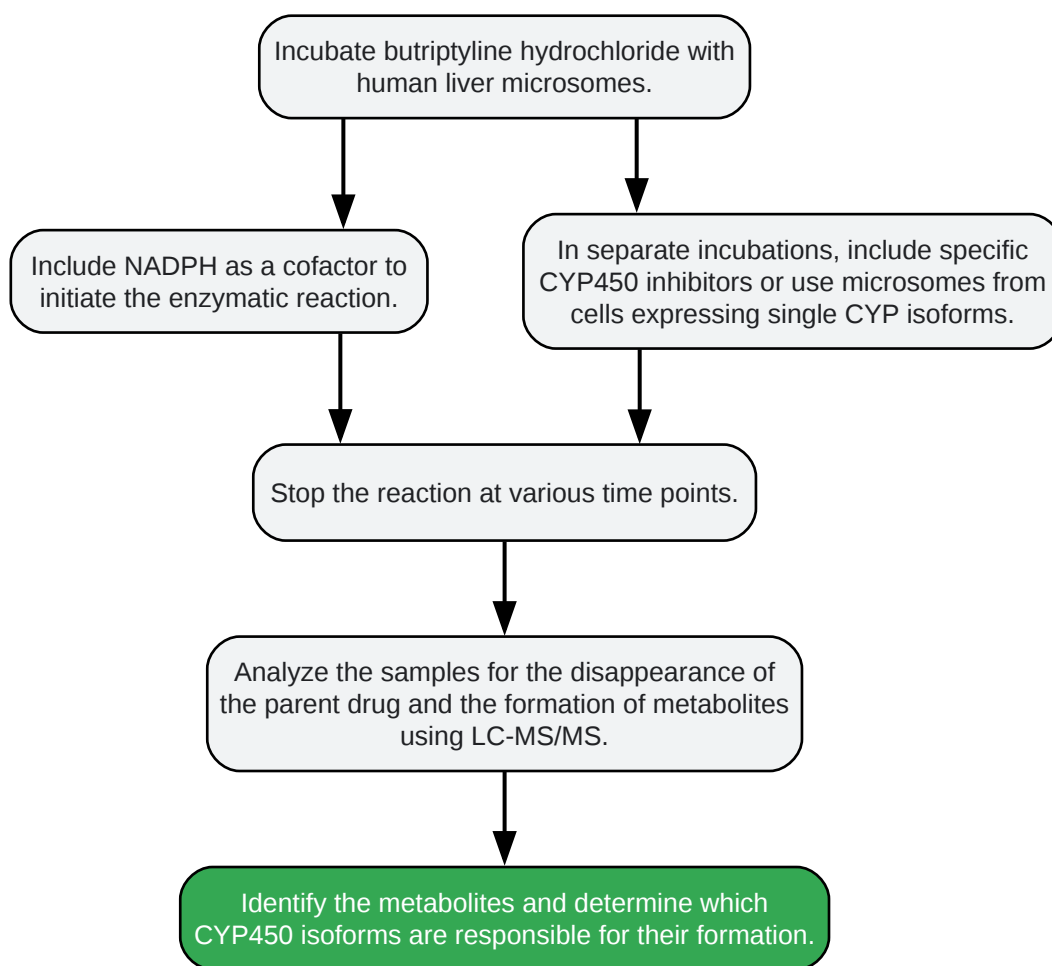 Incubate butriptyline hydrochloride with
human liver microsomes.
Include NADPH as a cofactor to
initiate the enzymatic reaction.
In separate incubations, include specific
CYP450 inhibitors or use microsomes from
cells expressing single CYP isoforms.
Stop the reaction at various time points.
Analyze the samples for the disappearance of
the parent drug and the formation of metabolites
using LC-MS/MS.
Identify the metabolites and determine which
CYP450 isoforms are responsible for their formation.